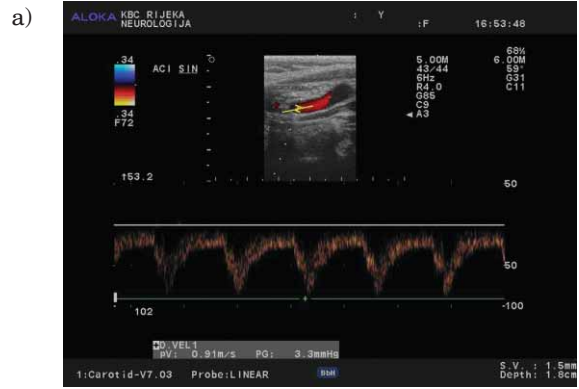 a)
ALOKA KBC RIJEKA : Y
NEUROLOGIJA :F 16:53:48
68%
.34 5.00M 6.00M
ACI SIN 43/44 59°
6Hz G31
R4.0 C11
G85
C9
A3
.34
F72
↑53.2
50
50
-100
102
D.VEL1
pV: 0.91m/s PG: 3.3mmHg
1:Carotid-V7.03 Probe:LINEAR BbH S.V.: 1.5mm
Depth: 1.8cm